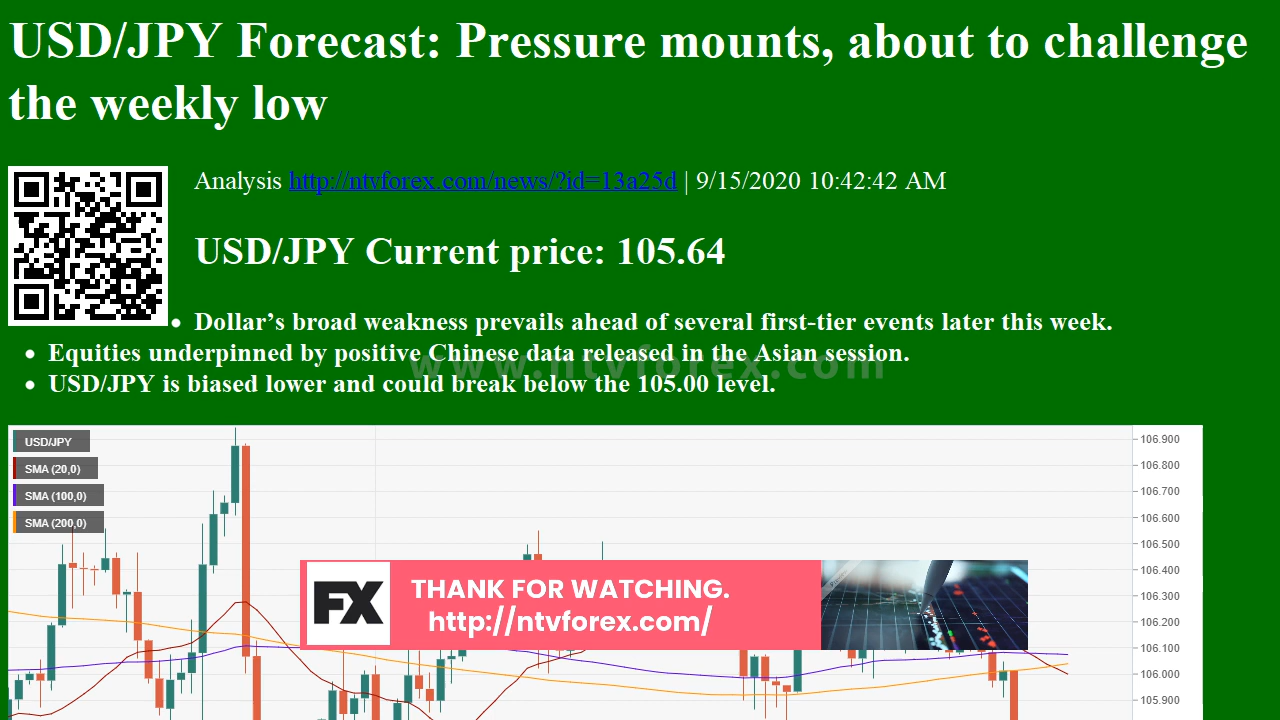 USD/JPY Forecast: Pressure mounts, about to challenge
the weekly low
Analysis http://ntvforex.com/news/?id=13a25d | 9/15/2020 10:42:42 AM
USD/JPY Current price: 105.64
• Dollar’s broad weakness prevails ahead of several first-tier events later this week.
• Equities underpinned by positive Chinese data released in the Asian session.
www.ntvforex.com
• USD/JPY is biased lower and could break below the 105.00 level.
USD/JPY
SMA (20,0)
SMA (100,0)
SMA (200,0)
106.900
106.800
106.700
106.600
106.500
106.400
106.300
106.200
106.100
106.000
105.900
FX
THANK FOR WATCHING.
http://ntvforex.com/